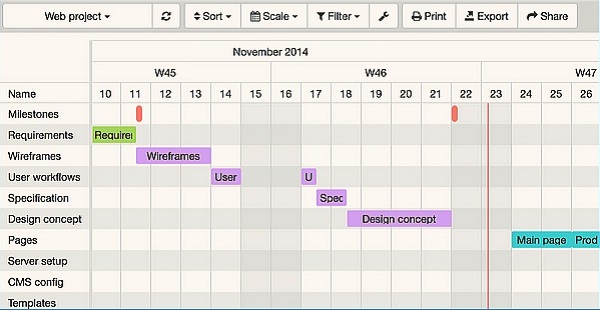 Web project Sort Scale Filter Print Export Share
November 2014
W45 W46 W47
Name 10 11 12 13 14 15 16 17 18 19 20 21 22 23 24 25 26
Milestones
Requirements Requirer
Wireframes Wireframes
User workflows User U
Specification Spec
Design concept Design concept
Pages Main page Prod
Server setup
CMS config
Templates